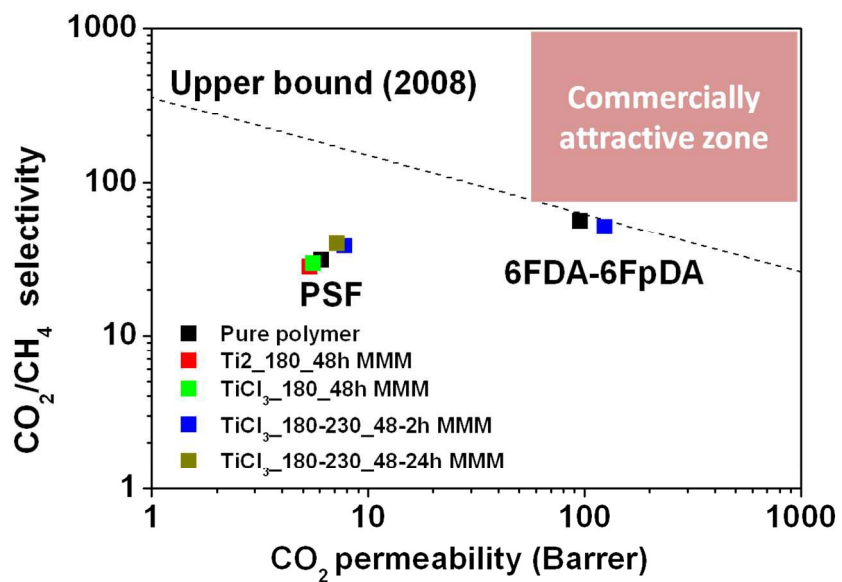 1000
Upper bound (2008)
Commercially
attractive zone
100
CO₂/CH₄ selectivity
PSF
6FDA-6FpDA
Pure polymer
10
Ti2_180_48h MMM
TiCl₃_180_48h MMM
TiCl₃_180-230_48-2h MMM
TiCl₃_180-230_48-24h MMM
1
1
10
100
1000
CO₂ permeability (Barrer)